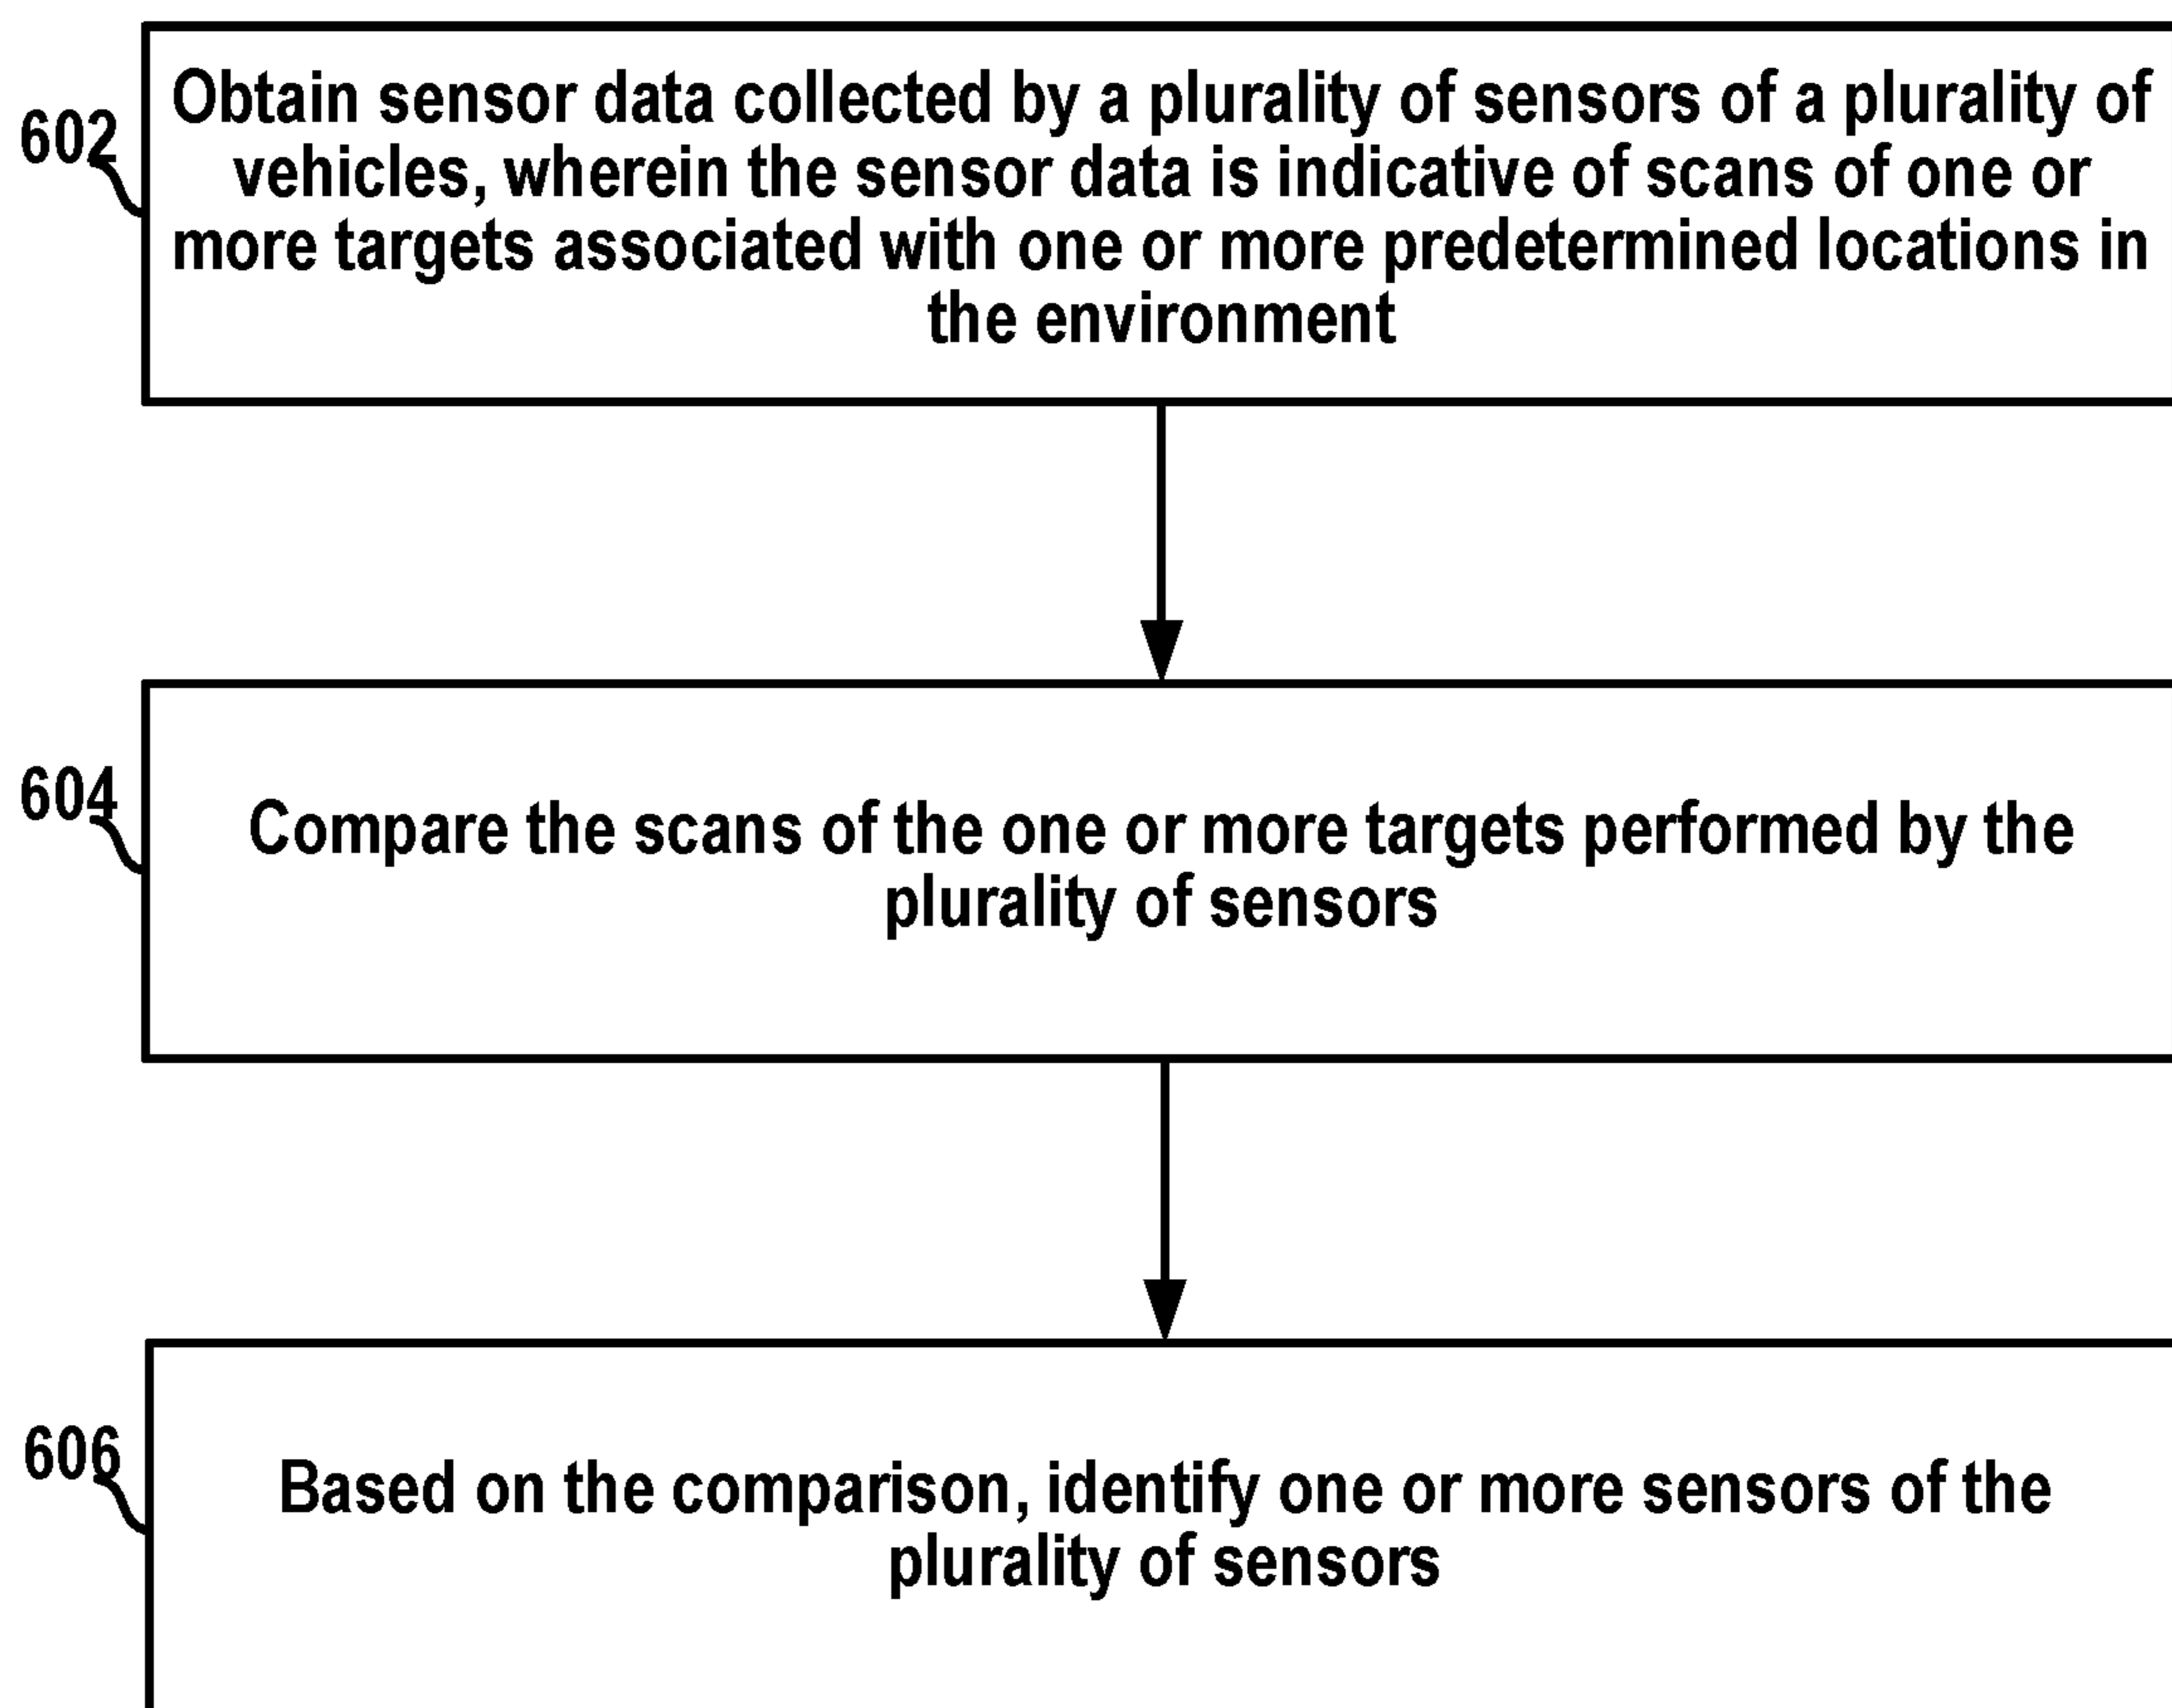 602
Obtain sensor data collected by a plurality of sensors of a plurality of
vehicles, wherein the sensor data is indicative of scans of one or
more targets associated with one or more predetermined locations in
the environment
604
Compare the scans of the one or more targets performed by the
plurality of sensors
606
Based on the comparison, identify one or more sensors of the
plurality of sensors